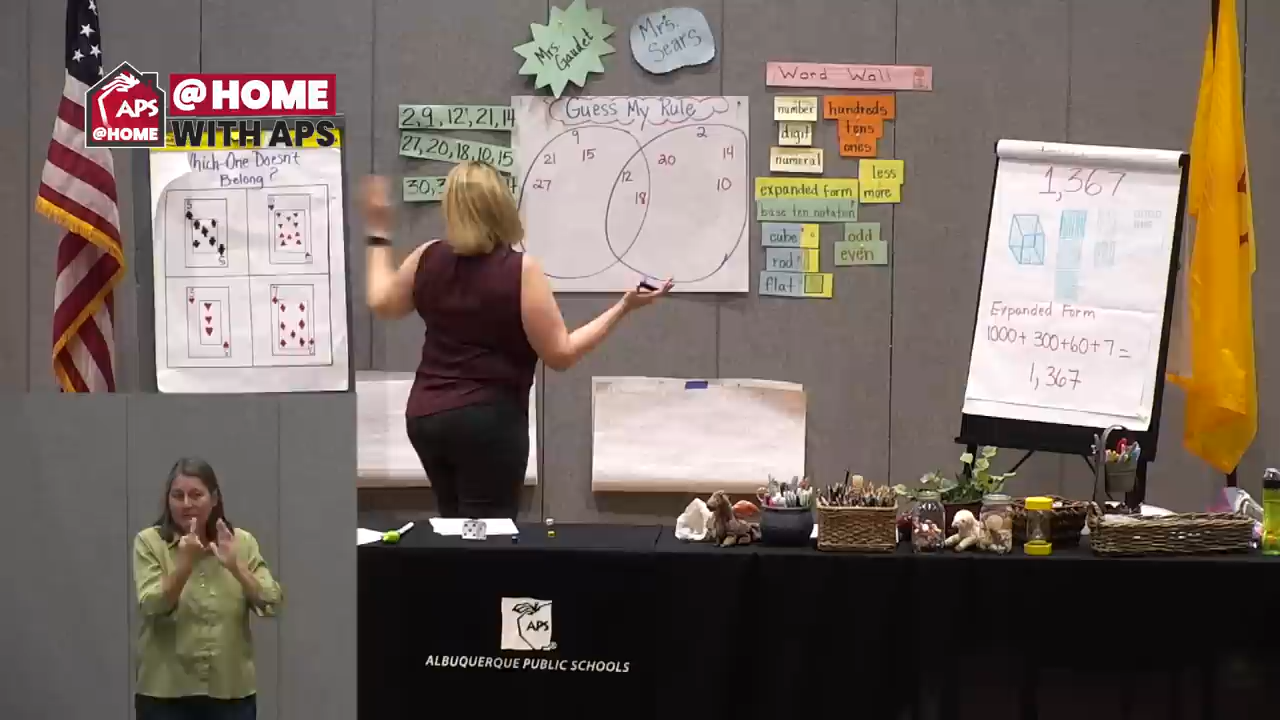 APS
@HOME
@HOME
WITH APS
Mrs.
Gaudet
Mrs.
Sears
Which One Doesn't
Belong?
2, 9, 12, 21, 14
27, 20, 18, 10, 15
30, 3
Guess My Rule
9
2
21
15
20
14
27
12
10
18
Word Wall
number
digit
numeral
hundreds
tens
ones
less
more
expanded form
base ten notation
cube
rod
flat
odd
even
1,367
Expanded Form
1000+ 300+60+7=
1,367
APS
ALBUQUERQUE PUBLIC SCHOOLS